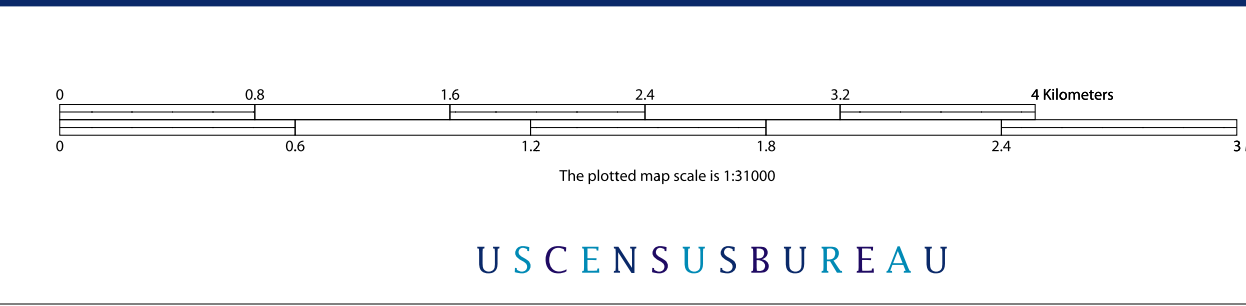 0 0.8 1.6 2.4 3.2 4 Kilometers
0 0.6 1.2 1.8 2.4 3
The plotted map scale is 1:31000
USCENSUSBUREAU